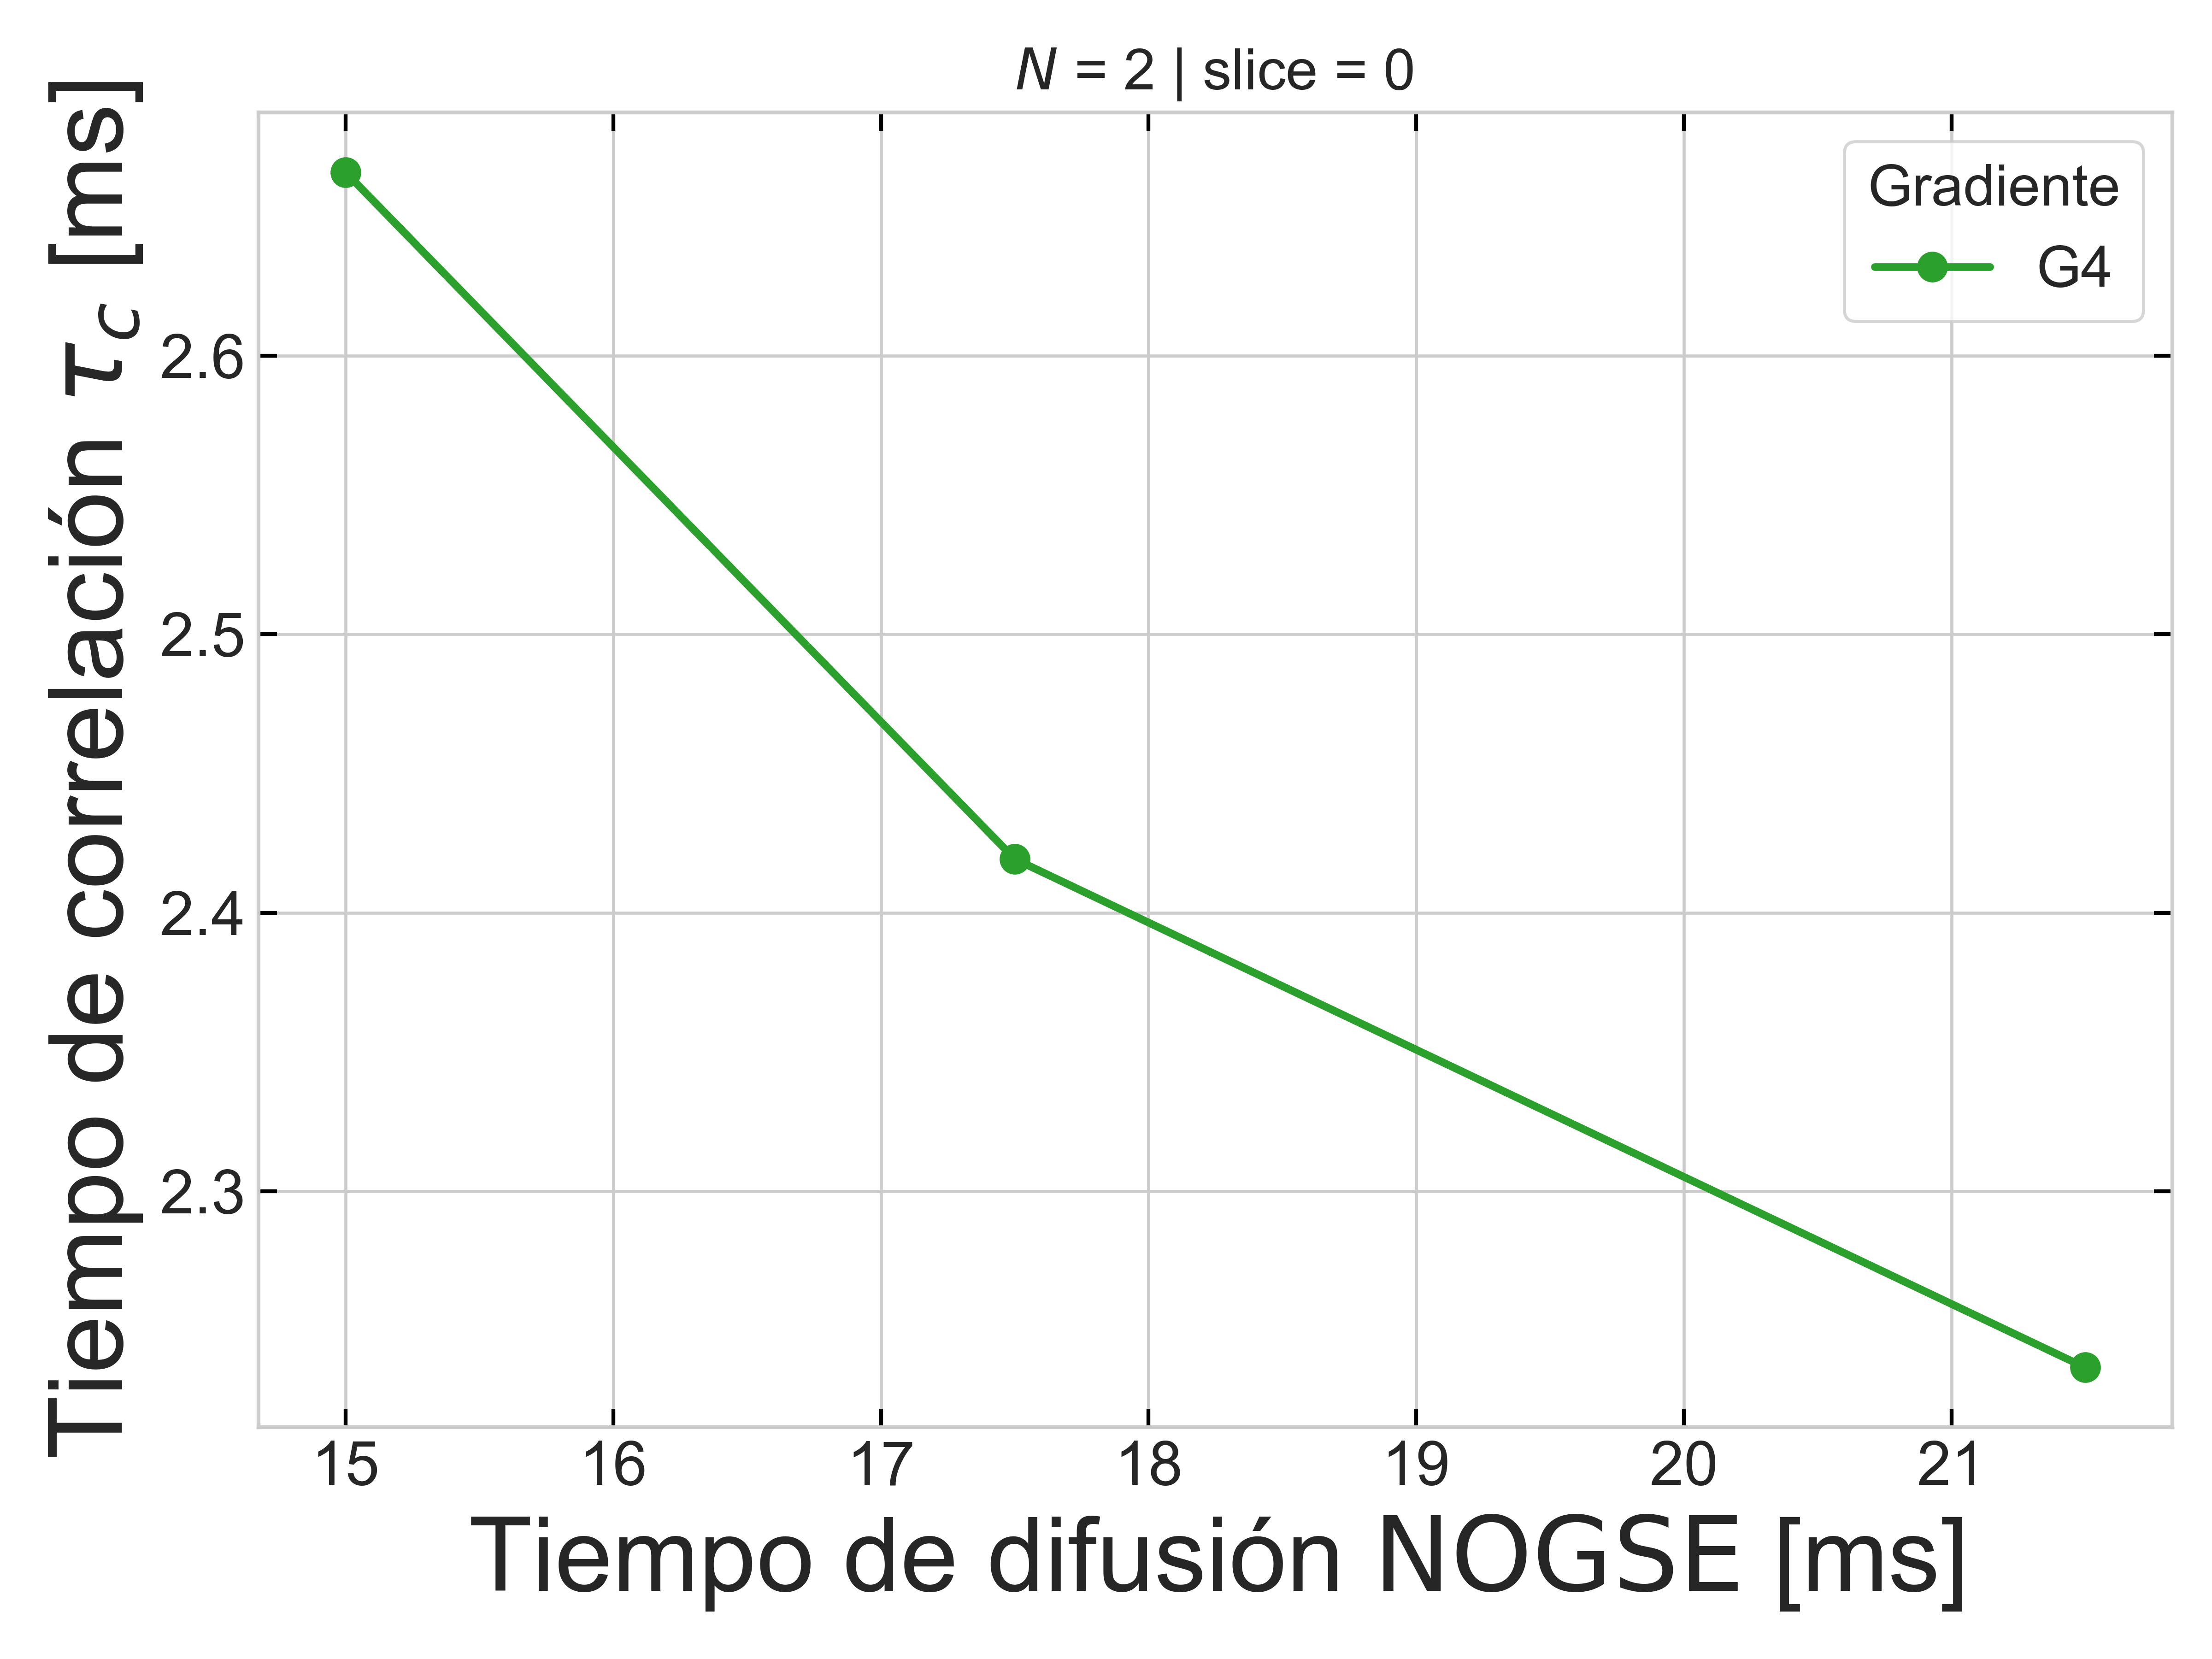 N = 2 | slice = 0
Tiempo de correlación τc [ms]
2.6
2.5
2.4
2.3
Gradiente
G4
15 16 17 18 19 20 21
Tiempo de difusión NOGSE [ms]